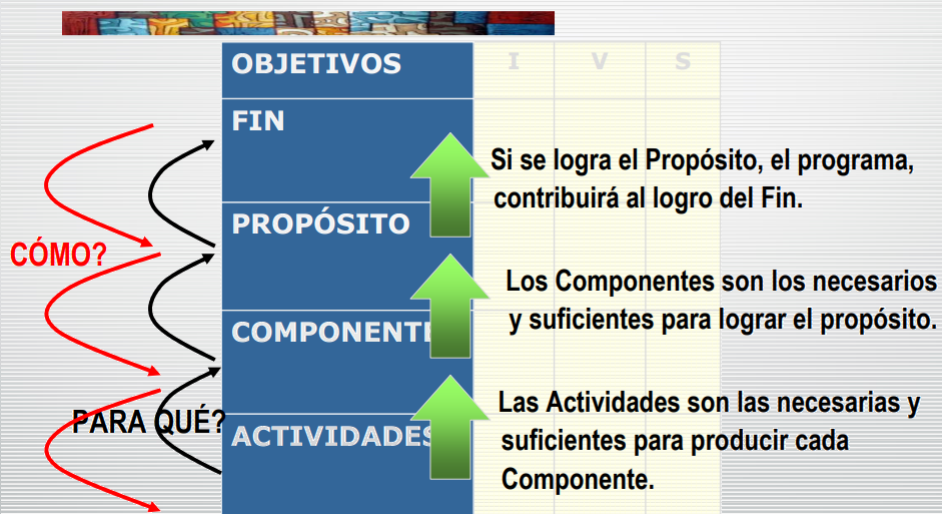 OBJETIVOS I V S
FIN
Si se logra el Propósito, el programa,
contribuirá al logro del Fin.
PROPÓSITO
CÓMO?
Los Componentes son los necesarios
y suficientes para lograr el propósito.
COMPONENTE
PARA QUÉ?
Las Actividades son las necesarias y
suficientes para producir cada
Componente.
ACTIVIDADES